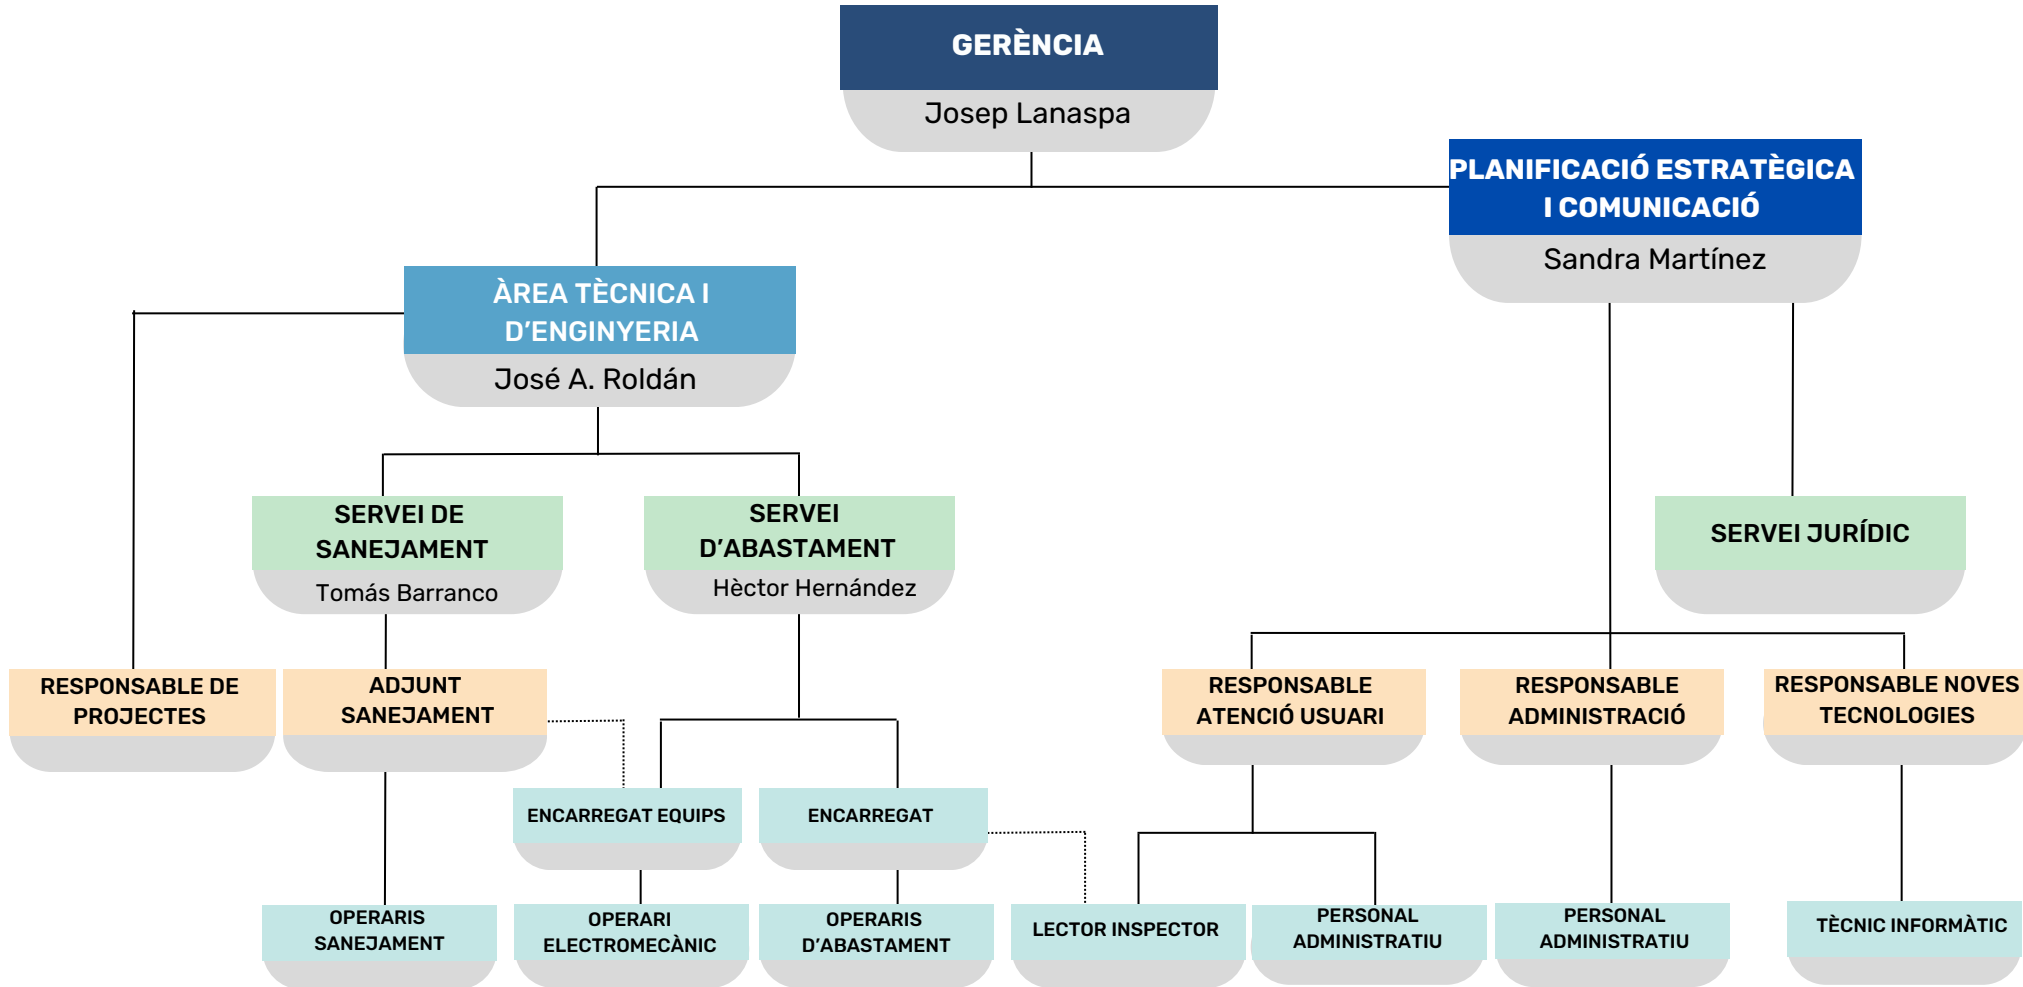 GERÈNCIA
Josep Lanaspa
PLANIFICACIÓ ESTRATÈGICA
I COMUNICACIÓ
Sandra Martínez
ÀREA TÈCNICA I
D'ENGINYERIA
José A. Roldán
SERVEI DE
SANEJAMENT
Tomás Barranco
SERVEI
D'ABASTAMENT
Hèctor Hernández
SERVEI JURÍDIC
RESPONSABLE DE
PROJECTES
ADJUNT
SANEJAMENT
RESPONSABLE
ATENCIÓ USUARI
RESPONSABLE
ADMINISTRACIÓ
RESPONSABLE NOVES
TECNOLOGIES
ENCARREGAT EQUIPS
ENCARREGAT
OPERARIS
SANEJAMENT
OPERARI
ELECTROMECÀNIC
OPERARIS
D'ABASTAMENT
LECTOR INSPECTOR
PERSONAL
ADMINISTRATIU
PERSONAL
ADMINISTRATIU
TÈCNIC INFORMÀTIC